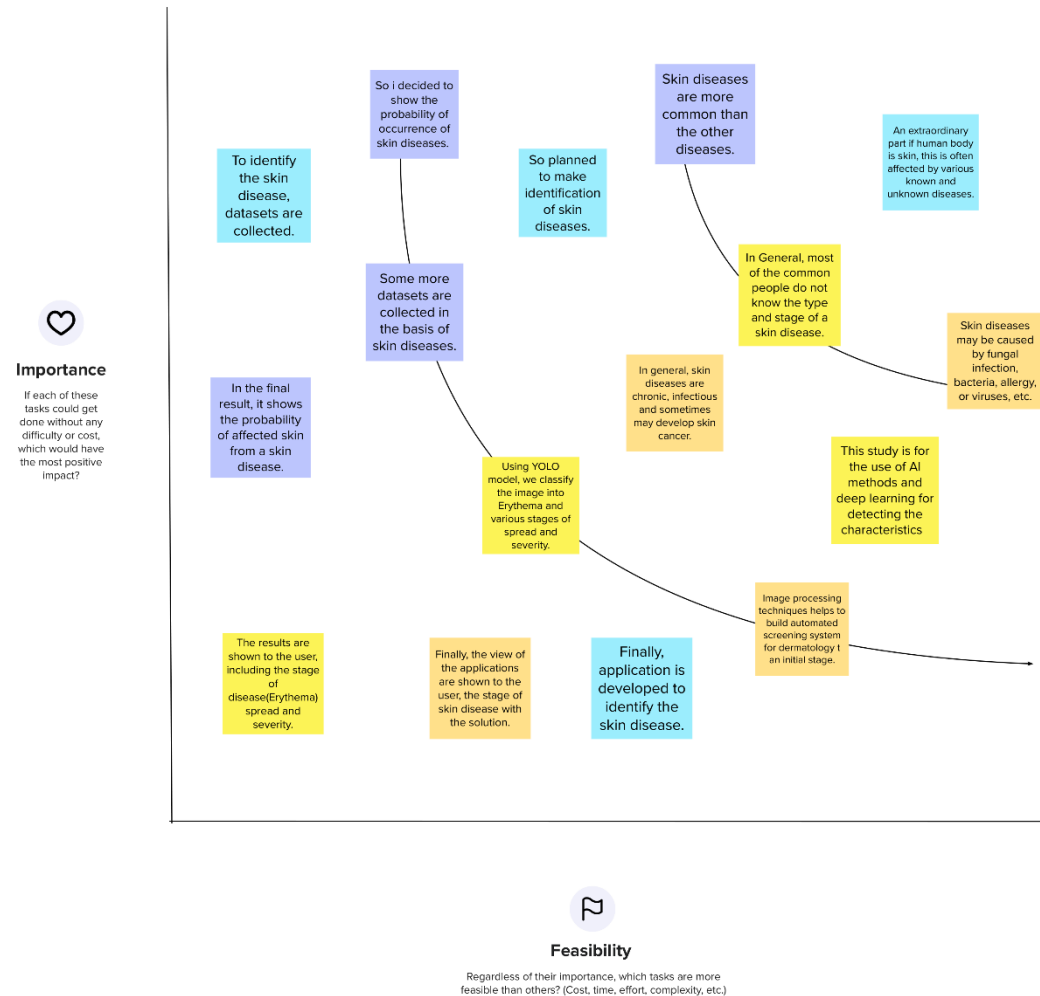 So i decided to
show the
probability of
occurrence of
skin diseases.
Skin diseases
are more
common than
the other
diseases.
An extraordinary
part if human body
is skin, this is often
affected by various
known and
unknown diseases.
To identify
the skin
disease,
datasets are
collected.
So planned
to make
identification
of skin
diseases.
In General, most
of the common
people do not
know the type
and stage of a
skin disease.
Some more
datasets are
collected in
the basis of
skin diseases.
Skin diseases
may be caused
by fungal
infection,
bacteria, allergy,
or viruses, etc.
Importance
If each of these
tasks could get
done without any
difficulty or cost,
which would have
the most positive
impact?
In the final
result, it shows
the probability
of affected skin
from a skin
disease.
In general, skin
diseases are
chronic, infectious
and sometimes
may develop skin
cancer.
This study is for
the use of AI
methods and
deep learning for
detecting the
characteristics
Using YOLO
model, we classify
the image into
Erythema and
various stages of
spread and
severity.
Image processing
techniques helps to
build automated
screening system
for dermatology t
an initial stage.
The results are
shown to the user,
including the stage
of
disease(Erythema)
spread and
severity.
Finally, the view of
the applications
are shown to the
user, the stage of
skin disease with
the solution.
Finally,
application is
developed to
identify the
skin disease.
Feasibility
Regardless of their importance, which tasks are more
feasible than others? (Cost, time, effort, complexity, etc.)